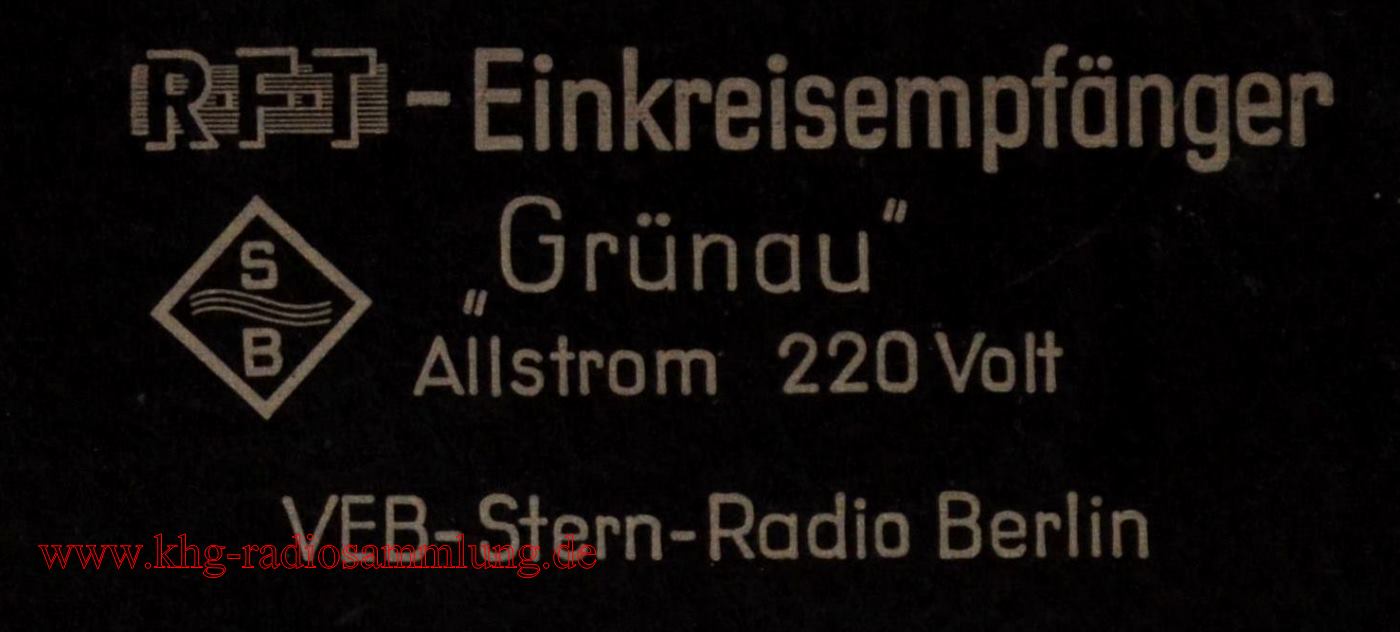 RFT-Einkreisempfänger
„Grünau"
S
B
Allstrom 220 Volt
VEB-Stern-Radio Berlin
www.khg-radiosammlung.de